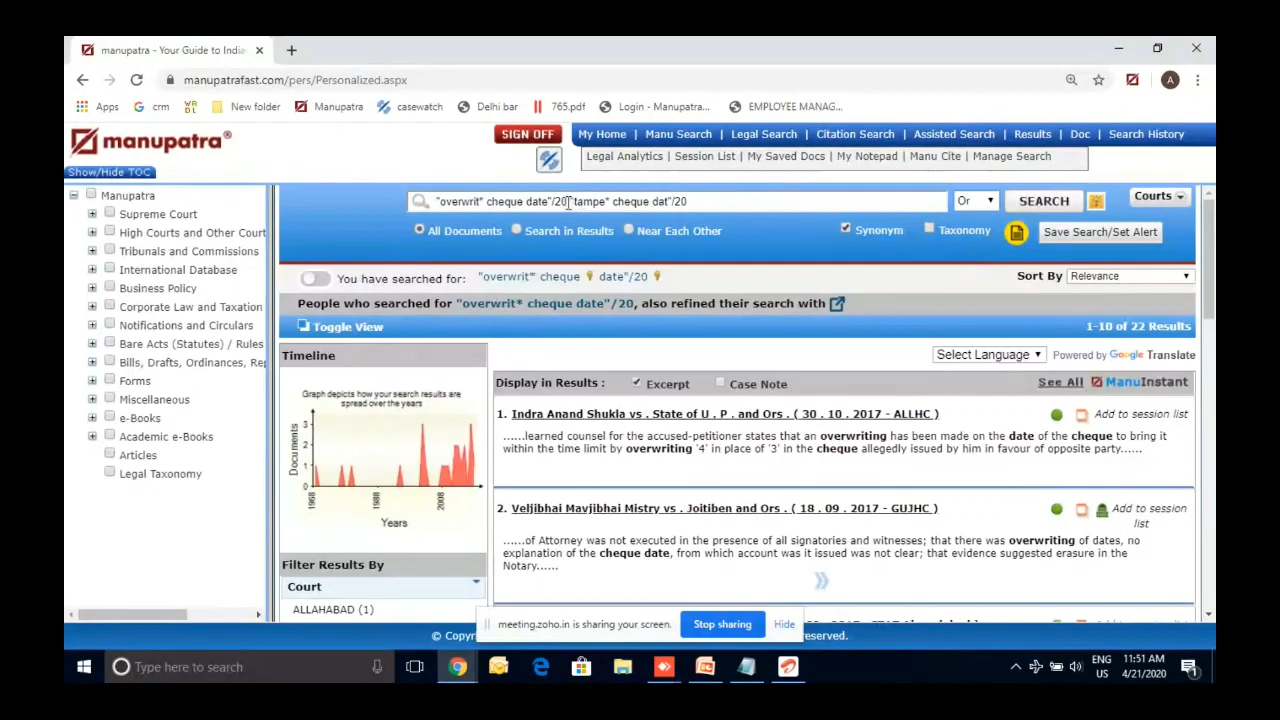 manupatra - Your Guide to India
manupatrafast.com/pers/Personalized.aspx
Apps crm New folder Manupatra casewatch Delhi bar 765.pdf Login - Manupatra... EMPLOYEE MANAG...
manupatra®
SIGN OFF
My Home | Manu Search | Legal Search | Citation Search | Assisted Search | Results | Doc | Search History
Legal Analytics | Session List | My Saved Docs | My Notepad | Manu Cite | Manage Search
Show/Hide TOC
Manupatra
Supreme Court
High Courts and Other Court
Tribunals and Commissions
International Database
Business Policy
Corporate Law and Taxation
Notifications and Circulars
Bare Acts (Statutes) / Rules
Bills, Drafts, Ordinances, Rep
Forms
Miscellaneous
e-Books
Academic e-Books
Articles
Legal Taxonomy
"overwrit* cheque date"/20 "tampe* cheque dat"/20
Or
SEARCH
Courts
All Documents Search in Results Near Each Other
Synonym Taxonomy
Save Search/Set Alert
You have searched for: "overwrit* cheque date"/20
Sort By Relevance
People who searched for "overwrit* cheque date"/20, also refined their search with
Toggle View
1-10 of 22 Results
Timeline
Graph depicts how your search results are
spread over the years
Documents
3
2
1
0
1968 1988 2008
Years
Filter Results By
Court
ALLAHABAD (1)
Select Language
Powered by Google Translate
Display in Results : Excerpt Case Note
See All ManuInstant
1. Indra Anand Shukla vs . State of U . P . and Ors . ( 30 . 10 . 2017 - ALLHC )
Add to session list
......learned counsel for the accused-petitioner states that an overwriting has been made on the date of the cheque to bring it
within the time limit by overwriting '4' in place of '3' in the cheque allegedly issued by him in favour of opposite party......
2. Veljibhai Mavjibhai Mistry vs . Joitiben and Ors . ( 18 . 09 . 2017 - GUJHC )
Add to session
list
......of Attorney was not executed in the presence of all signatories and witnesses; that there was overwriting of dates, no
explanation of the cheque date, from which account was it issued was not clear; that evidence suggested erasure in the
Notary......
meeting.zoho.in is sharing your screen.
Stop sharing
Hide
© Copyr
reserved.
Type here to search
ENG
US
11:51 AM
4/21/2020
1